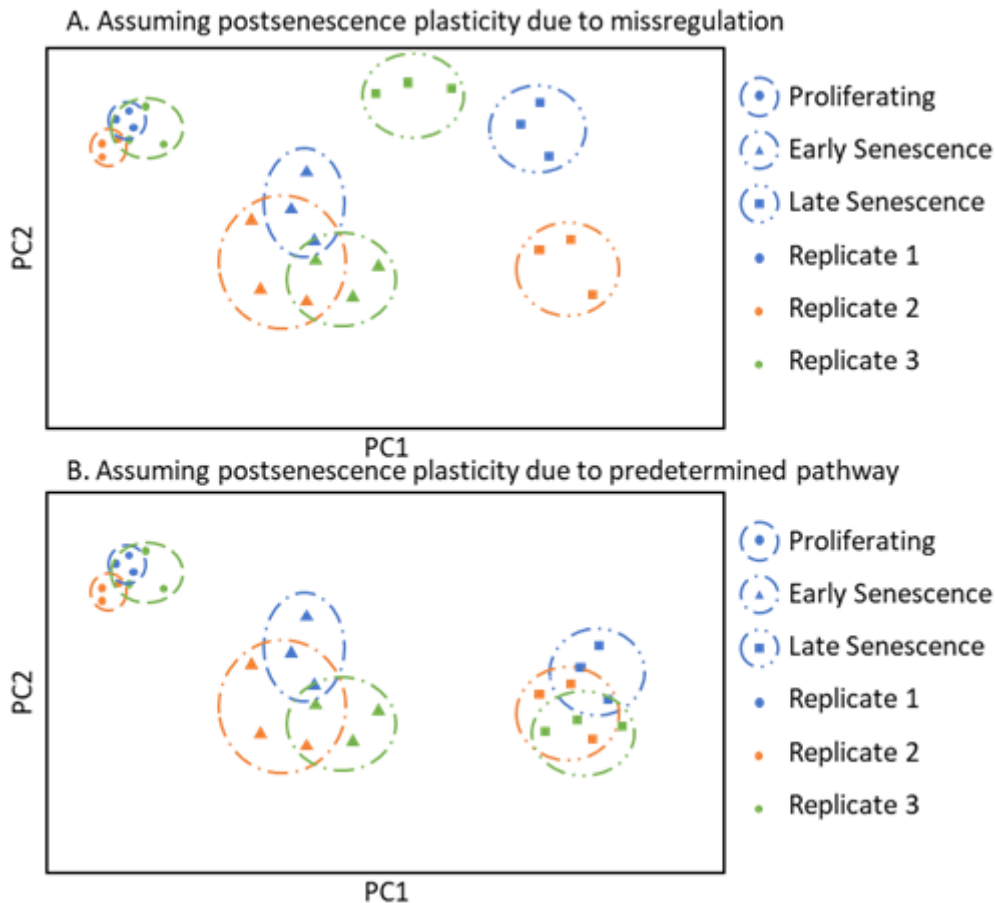 A. Assuming postsenescence plasticity due to missregulation
Proliferating
Early Senescence
Late Senescence
Replicate 1
Replicate 2
Replicate 3
PC2
PC1
B. Assuming postsenescence plasticity due to predetermined pathway
Proliferating
Early Senescence
Late Senescence
Replicate 1
Replicate 2
Replicate 3
PC2
PC1